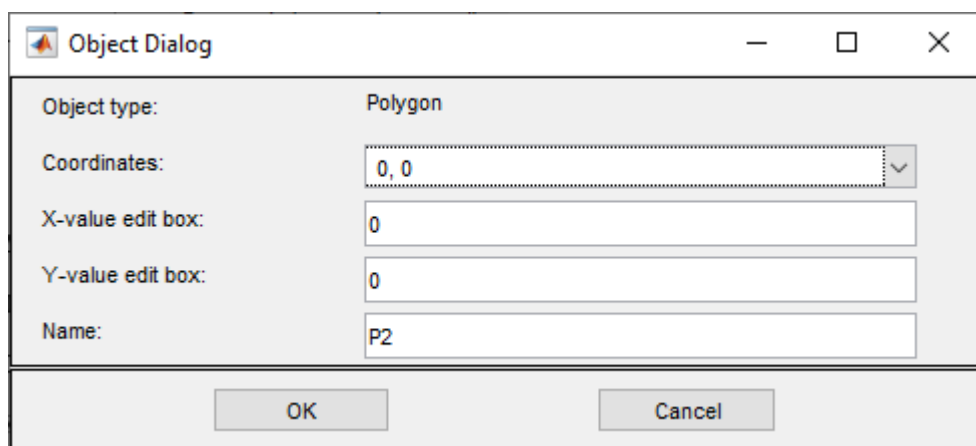 Object Dialog
Object type: Polygon
Coordinates: 0, 0
X-value edit box: 0
Y-value edit box: 0
Name: P2
OK Cancel